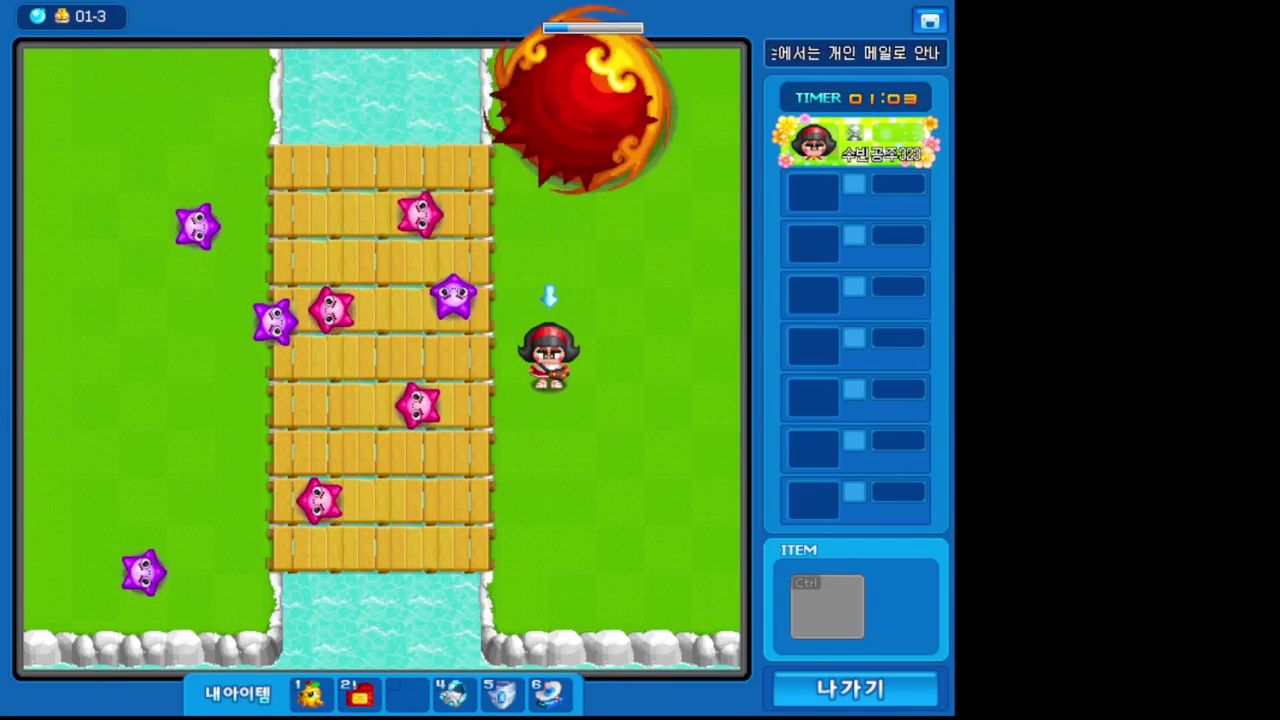 01-3
에서는 개인 메일로 안나
TIMER 01:03
수빈공주323
ITEM
Ctrl
나가기
내 아이템 1 2 4 5 6